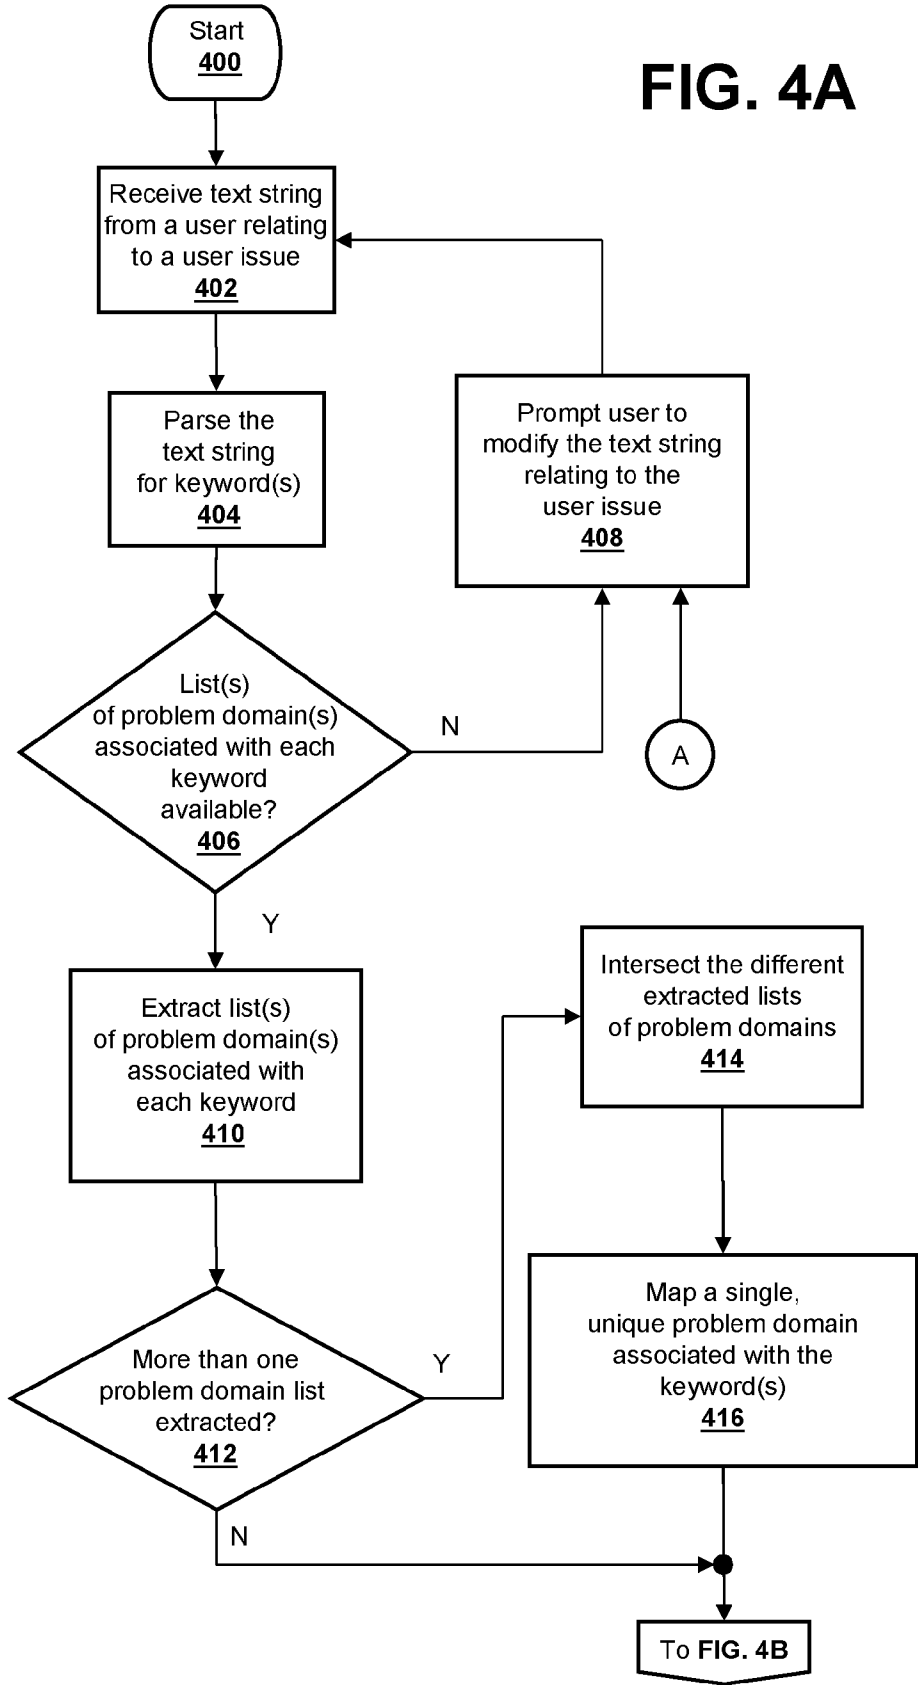 Start
400
FIG. 4A
Receive text string
from a user relating
to a user issue
402
Parse the
text string
for keyword(s)
404
Prompt user to
modify the text string
relating to the
user issue
408
List(s)
of problem domain(s)
associated with each
keyword
available?
406
N
A
Y
Extract list(s)
of problem domain(s)
associated with
each keyword
410
Intersect the different
extracted lists
of problem domains
414
More than one
problem domain list
extracted?
412
Y
Map a single,
unique problem domain
associated with the
keyword(s)
416
N
To FIG. 4B